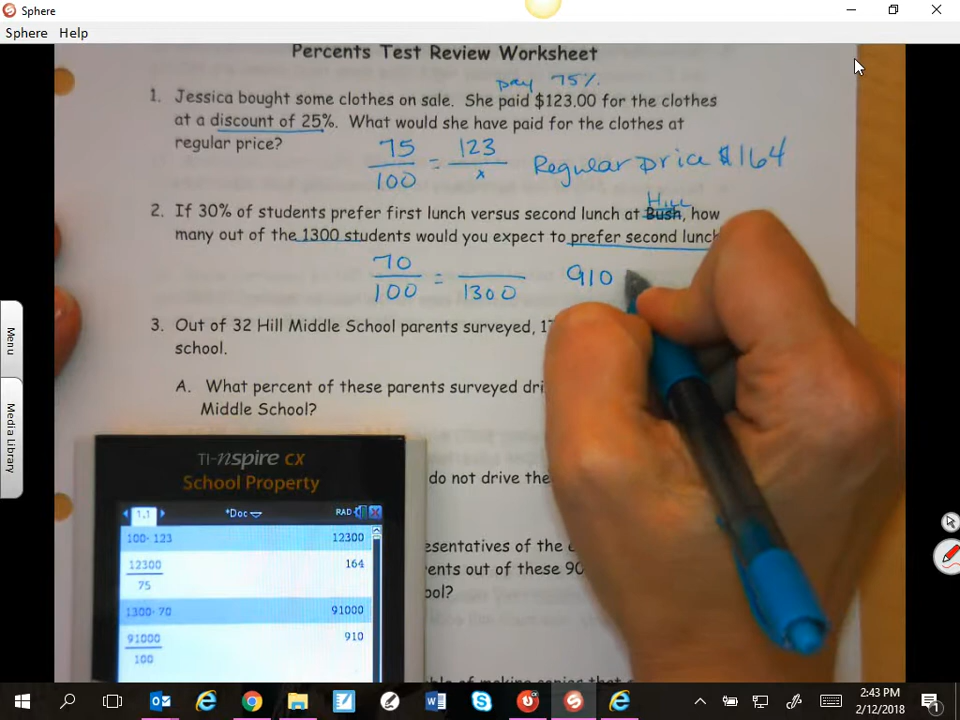 Sphere
Sphere Help
Percents Test Review Worksheet
Pay 75%
1. Jessica bought some clothes on sale. She paid $123.00 for the clothes
at a discount of 25%. What would she have paid for the clothes at
regular price?
75 = 123 Regular price $164
100 x
Hill
2. If 30% of students prefer first lunch versus second lunch at Bush, how
many out of the 1300 students would you expect to prefer second lunch
70 = 910
100 1300
3. Out of 32 Hill Middle School parents surveyed,
school.
A. What percent of these parents surveyed
Middle School?
do not drive the
of the
out of these 90
Menu
Media Library
TI-nspire CX
School Property
1.1 *Doc RAD
100·123 12300
12300 164
75
1300·70 91000
91000 910
100
2:43 PM
2/12/2018